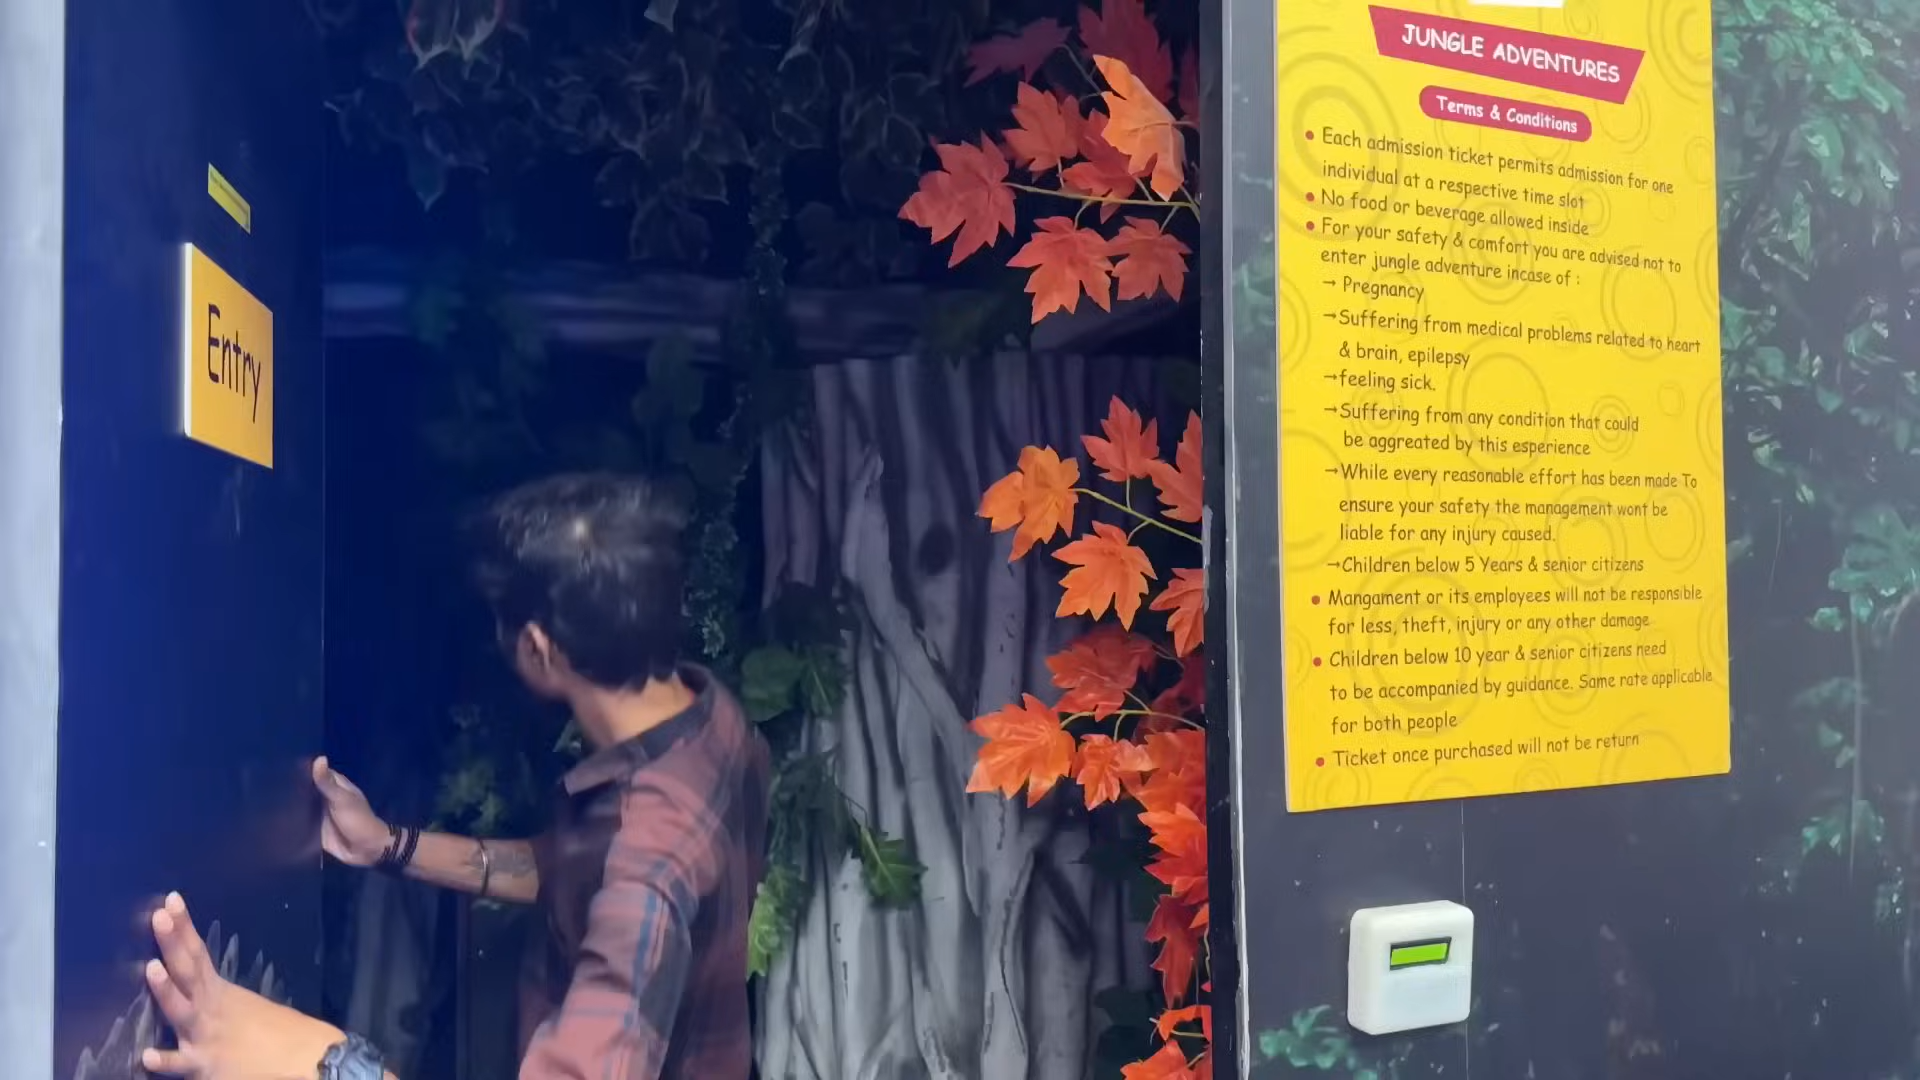 Entry
JUNGLE ADVENTURES
Terms & Conditions
• Each admission ticket permits admission for one
individual at a respective time slot
• No food or beverage allowed inside
• For your safety & comfort you are advised not to
enter jungle adventure incase of :
→ Pregnancy
→Suffering from medical problems related to heart
& brain, epilepsy
→feeling sick.
→Suffering from any condition that could
be aggreated by this esperience
→While every reasonable effort has been made To
ensure your safety the management wont be
liable for any injury caused.
→Children below 5 Years & senior citizens
• Mangament or its employees will not be responsible
for less, theft, injury or any other damage
• Children below 10 year & senior citizens need
to be accompanied by guidance. Same rate applicable
for both people
• Ticket once purchased will not be return